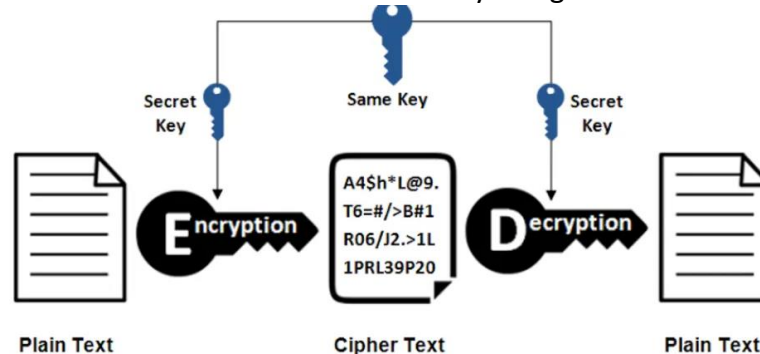 Same Key
Secret
Key
Secret
Key
Encryption
A4$h*L@9.
T6=#/>B#1
R06/J2.>1L
1PRL39P20
Decryption
Plain Text
Cipher Text
Plain Text